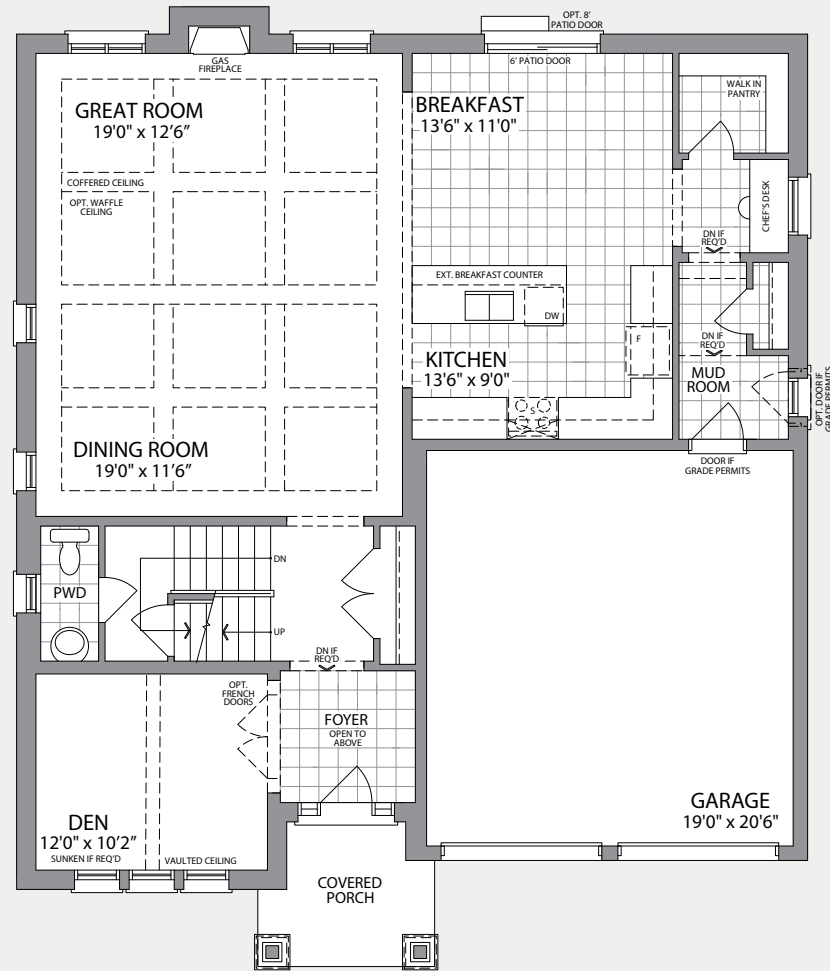 OPT. 8'
PATIO DOOR
GAS
FIREPLACE
6' PATIO DOOR
GREAT ROOM
19'0" x 12'6"
BREAKFAST
13'6" x 11'0"
WALK IN
PANTRY
COFFERED CEILING
OPT. WAFFLE
CEILING
CHEF'S DESK
DN IF
REQ'D
EXT. BREAKFAST COUNTER
DW
F
DN IF
REQ'D
KITCHEN
13'6" x 9'0"
MUD
ROOM
OPT. DOOR IF
GRADE PERMITS
S
DINING ROOM
19'0" x 11'6"
DOOR IF
GRADE PERMITS
DN
PWD
UP
DN IF
REQ'D
OPT.
FRENCH
DOORS
FOYER
OPEN TO
ABOVE
DEN
12'0" x 10'2"
SUNKEN IF REQ'D
VAULTED CEILING
GARAGE
19'0" x 20'6"
COVERED
PORCH